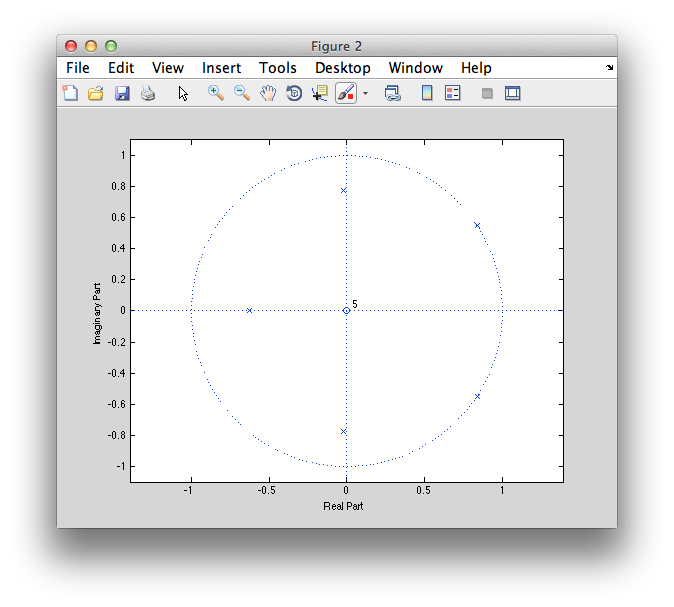 Figure 2
File Edit View Insert Tools Desktop Window Help
1
0.8
0.6
0.4
0.2
0
-0.2
-0.4
-0.6
-0.8
-1
Imaginary Part
5
-1 -0.5 0 0.5 1
Real Part